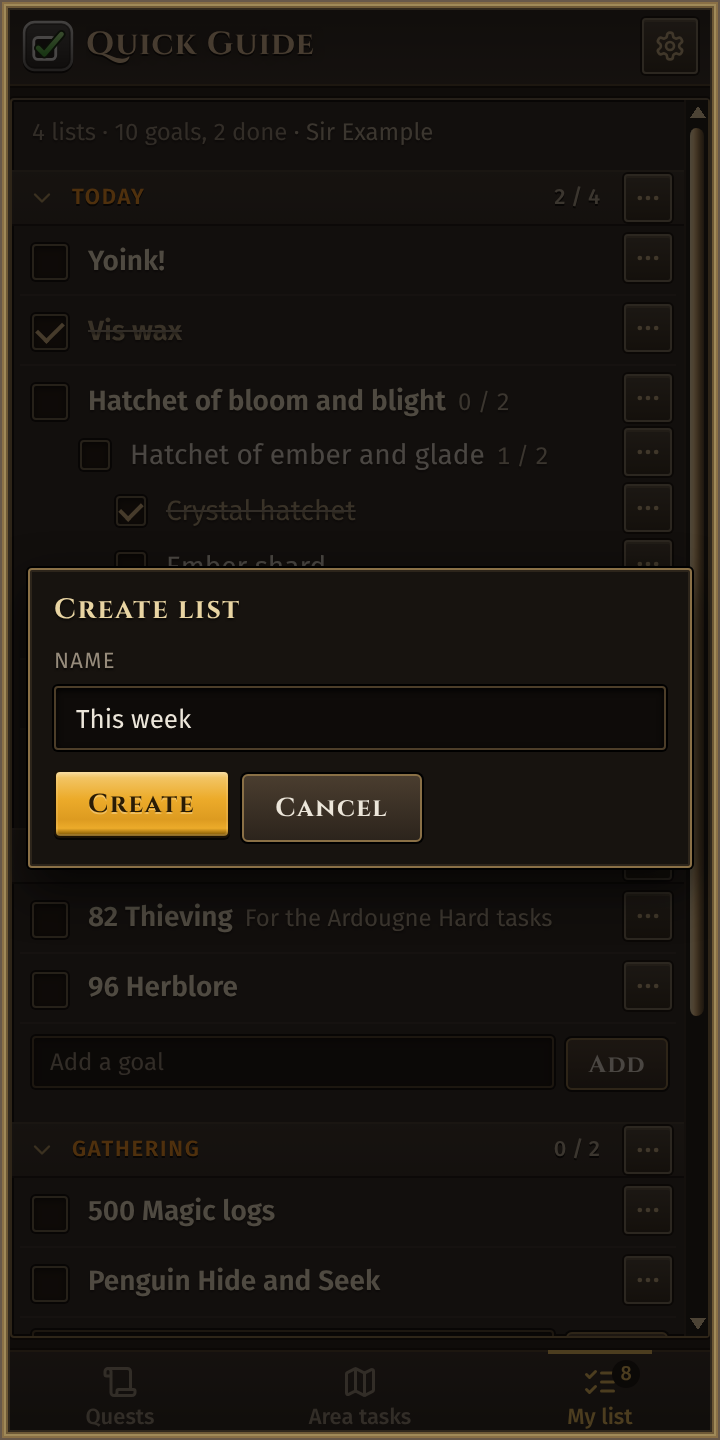 Quick Guide
4 lists · 10 goals, 2 done · Sir Example
TODAY 2 / 4 ...
Yoink! ...
Vis wax ...
Hatchet of bloom and blight 0 / 2 ...
Hatchet of ember and glade 1 / 2 ...
Crystal hatchet ...
Ember shard ...
Create list
NAME
This week
Create Cancel
82 Thieving For the Ardougne Hard tasks ...
96 Herblore ...
Add a goal Add
GATHERING 0 / 2 ...
500 Magic logs ...
Penguin Hide and Seek ...
8
Quests Area tasks My list